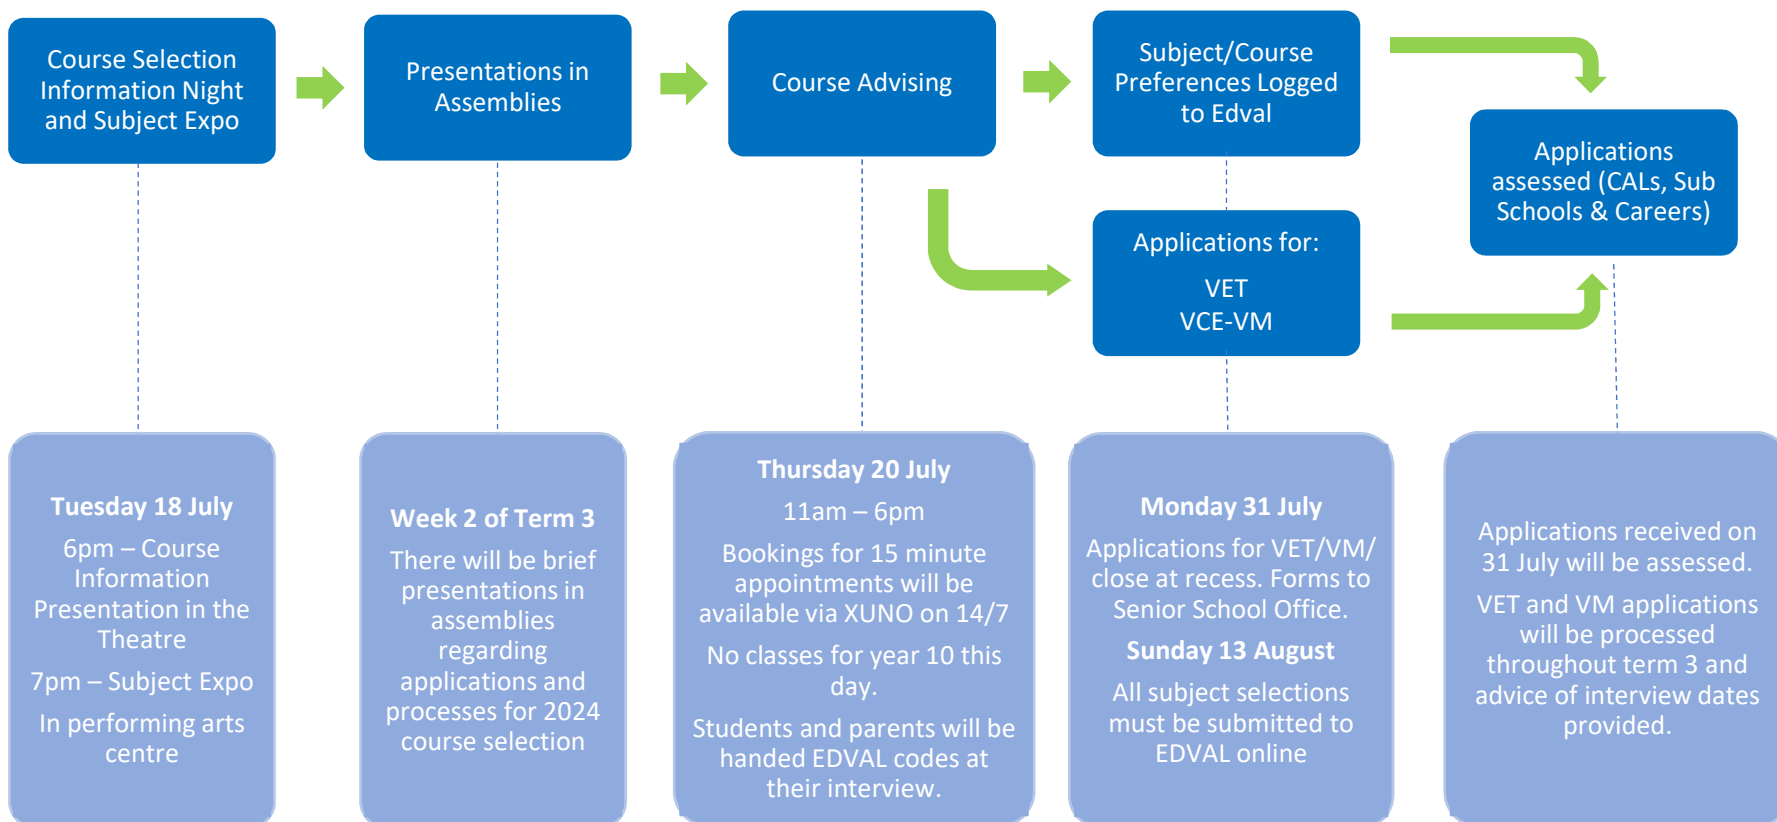 Course Selection
Information Night
and Subject Expo
Presentations in
Assemblies
Course Advising
Subject/Course
Preferences Logged
to Edval
Applications for:
VET
VCE-VM
Applications
assessed (CALs, Sub
Schools & Careers)
Tuesday 18 July
6pm – Course
Information
Presentation in the
Theatre
7pm – Subject Expo
In performing arts
centre
Week 2 of Term 3
There will be brief
presentations in
assemblies
regarding
applications and
processes for 2024
course selection
Thursday 20 July
11am – 6pm
Bookings for 15 minute
appointments will be
available via XUNO on 14/7
No classes for year 10 this
day.
Students and parents will be
handed EDVAL codes at
their interview.
Monday 31 July
Applications for VET/VM/
close at recess. Forms to
Senior School Office.
Sunday 13 August
All subject selections
must be submitted to
EDVAL online
Applications received on
31 July will be assessed.
VET and VM applications
will be processed
throughout term 3 and
advice of interview dates
provided.